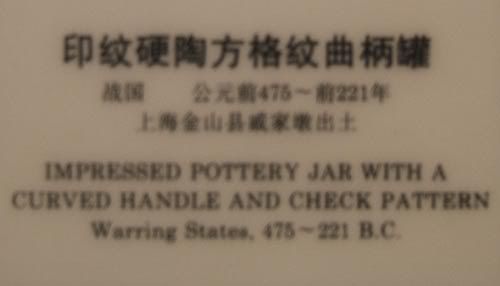 印纹硬陶方格纹曲柄罐
战国 公元前475～前221年
上海金山县戚家墩出土
IMPRESSED POTTERY JAR WITH A
CURVED HANDLE AND CHECK PATTERN
Warring States, 475～221 B.C.